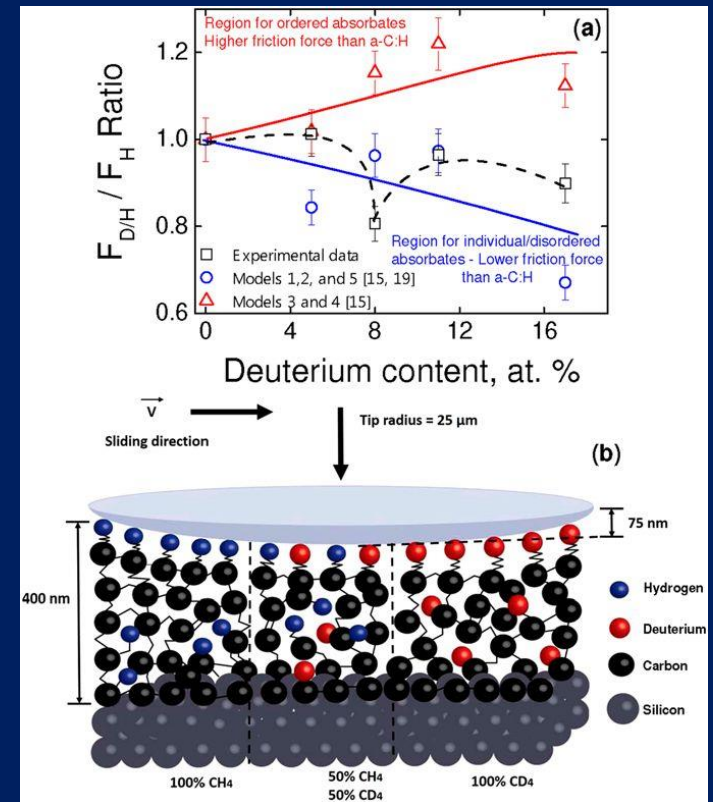 (a)
Region for ordered absorbates
Higher friction force than a-C:H
F_D/H / F_H Ratio
1.2
1.0
0.8
0.6
Region for individual/disordered
absorbates - Lower friction force
than a-C:H
Experimental data
Models 1,2, and 5 [15, 19]
Models 3 and 4 [15]
0
4
8
12
16
Deuterium content, at. %
V
Sliding direction
Tip radius = 25 μm
(b)
75 nm
400 nm
Hydrogen
Deuterium
Carbon
Silicon
100% CH₄
50% CH₄
50% CD₄
100% CD₄